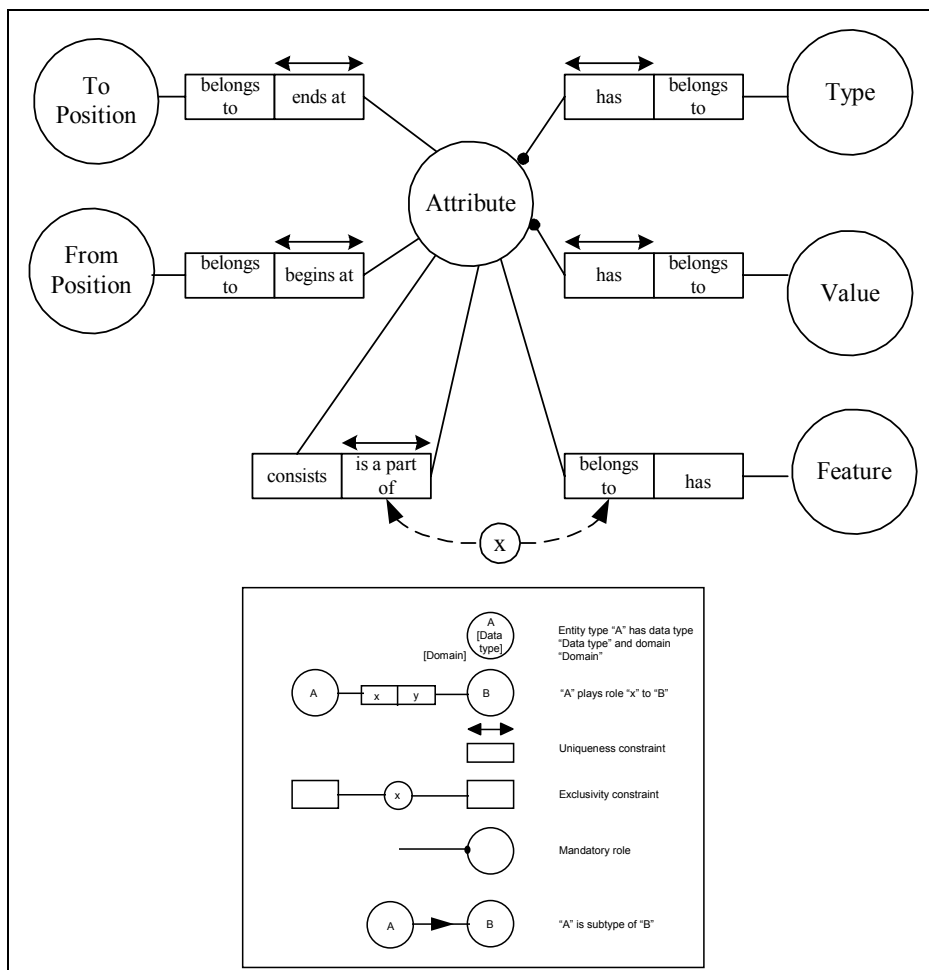 To
Position
belongs
to
ends at
has
belongs
to
Type
Attribute
From
Position
belongs
to
begins at
has
belongs
to
Value
consists
is a part
of
belongs
to
has
Feature
x
A
[Data
type]
[Domain]
Entity type “A” has data type
“Data type” and domain
“Domain”
A
x
y
B
“A” plays role “x” to “B”
Uniqueness constraint
x
Exclusivity constraint
Mandatory role
A
B
“A” is subtype of “B”